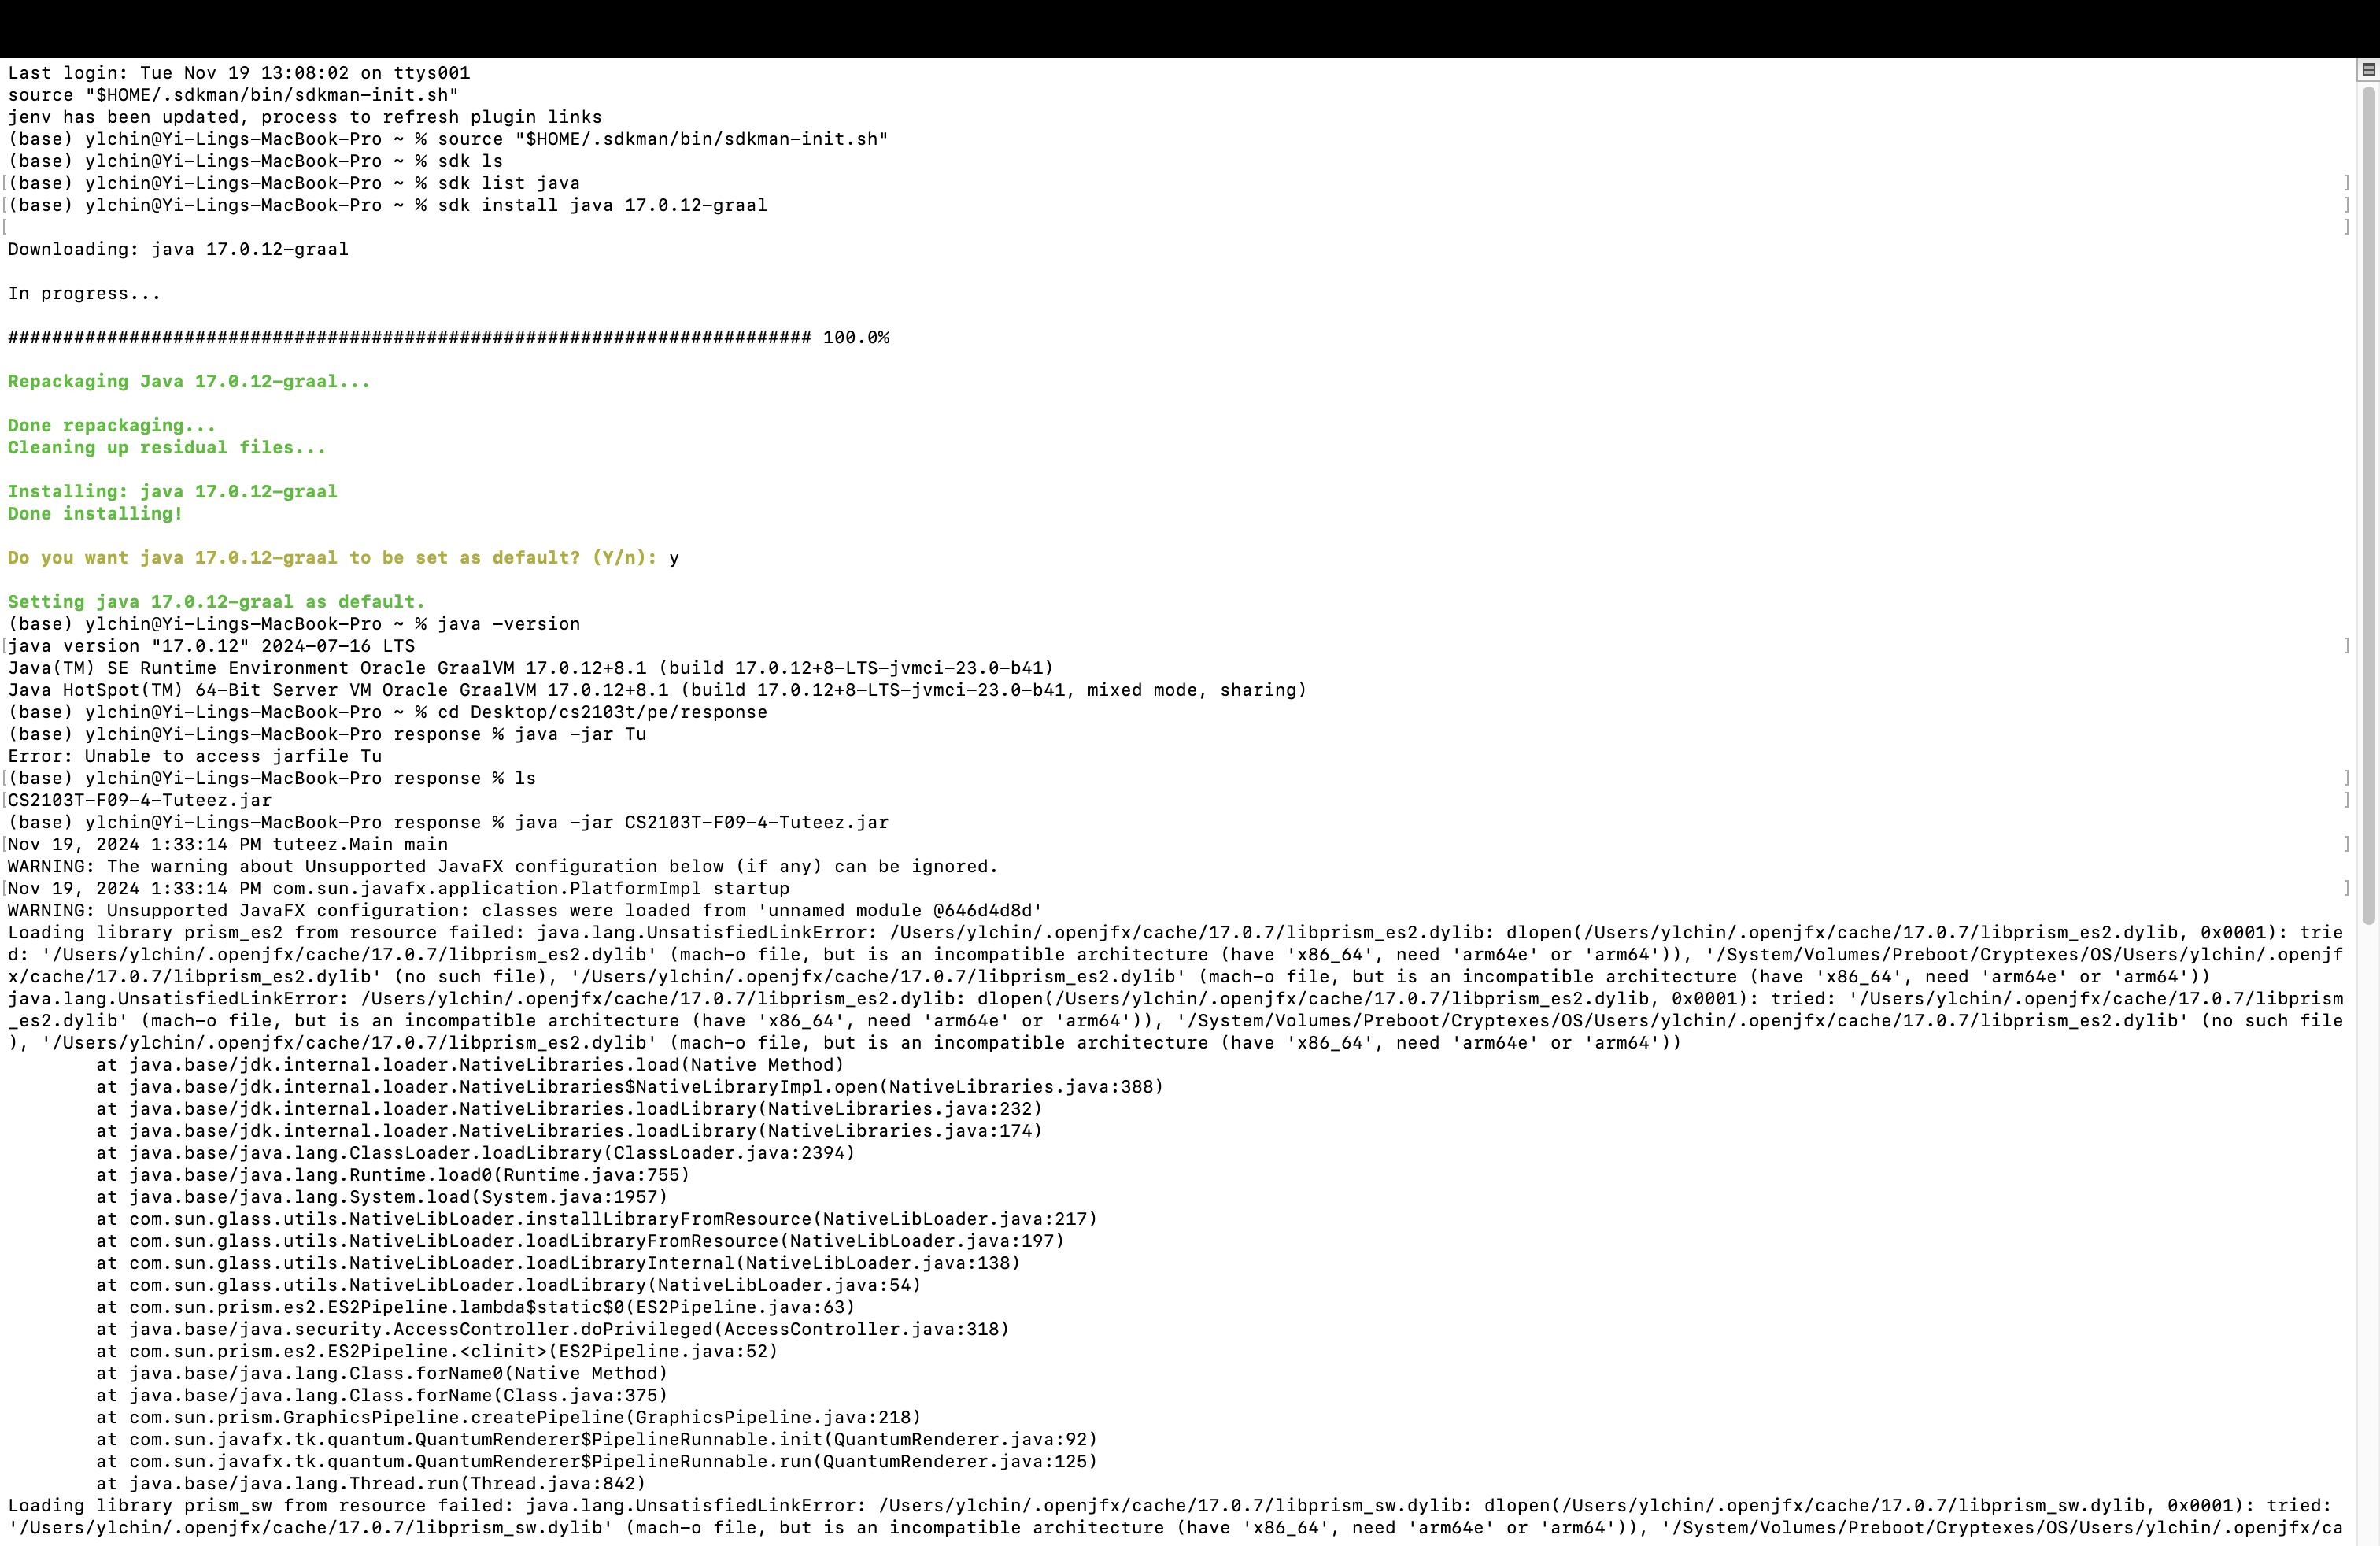 Last login: Tue Nov 19 13:08:02 on ttys001
source "$HOME/.sdkman/bin/sdkman-init.sh"
jenv has been updated, process to refresh plugin links
(base) ylchin@Yi-Lings-MacBook-Pro ~ % source "$HOME/.sdkman/bin/sdkman-init.sh"
(base) ylchin@Yi-Lings-MacBook-Pro ~ % sdk ls
[(base) ylchin@Yi-Lings-MacBook-Pro ~ % sdk list java ]
[(base) ylchin@Yi-Lings-MacBook-Pro ~ % sdk install java 17.0.12-graal ]
[ ]
Downloading: java 17.0.12-graal
In progress...
######################################################################### 100.0%
Repackaging Java 17.0.12-graal...
Done repackaging...
Cleaning up residual files...
Installing: java 17.0.12-graal
Done installing!
Do you want java 17.0.12-graal to be set as default? (Y/n): y
Setting java 17.0.12-graal as default.
(base) ylchin@Yi-Lings-MacBook-Pro ~ % java -version
[java version "17.0.12" 2024-07-16 LTS ]
Java(TM) SE Runtime Environment Oracle GraalVM 17.0.12+8.1 (build 17.0.12+8-LTS-jvmci-23.0-b41)
Java HotSpot(TM) 64-Bit Server VM Oracle GraalVM 17.0.12+8.1 (build 17.0.12+8-LTS-jvmci-23.0-b41, mixed mode, sharing)
(base) ylchin@Yi-Lings-MacBook-Pro ~ % cd Desktop/cs2103t/pe/response
(base) ylchin@Yi-Lings-MacBook-Pro response % java -jar Tu
Error: Unable to access jarfile Tu
[(base) ylchin@Yi-Lings-MacBook-Pro response % ls ]
[CS2103T-F09-4-Tuteez.jar ]
(base) ylchin@Yi-Lings-MacBook-Pro response % java -jar CS2103T-F09-4-Tuteez.jar
[Nov 19, 2024 1:33:14 PM tuteez.Main main ]
WARNING: The warning about Unsupported JavaFX configuration below (if any) can be ignored.
[Nov 19, 2024 1:33:14 PM com.sun.javafx.application.PlatformImpl startup ]
WARNING: Unsupported JavaFX configuration: classes were loaded from 'unnamed module @646d4d8d'
Loading library prism_es2 from resource failed: java.lang.UnsatisfiedLinkError: /Users/ylchin/.openjfx/cache/17.0.7/libprism_es2.dylib: dlopen(/Users/ylchin/.openjfx/cache/17.0.7/libprism_es2.dylib, 0x0001): trie
d: '/Users/ylchin/.openjfx/cache/17.0.7/libprism_es2.dylib' (mach-o file, but is an incompatible architecture (have 'x86_64', need 'arm64e' or 'arm64')), '/System/Volumes/Preboot/Cryptexes/OS/Users/ylchin/.openjf
x/cache/17.0.7/libprism_es2.dylib' (no such file), '/Users/ylchin/.openjfx/cache/17.0.7/libprism_es2.dylib' (mach-o file, but is an incompatible architecture (have 'x86_64', need 'arm64e' or 'arm64'))
java.lang.UnsatisfiedLinkError: /Users/ylchin/.openjfx/cache/17.0.7/libprism_es2.dylib: dlopen(/Users/ylchin/.openjfx/cache/17.0.7/libprism_es2.dylib, 0x0001): tried: '/Users/ylchin/.openjfx/cache/17.0.7/libprism
_es2.dylib' (mach-o file, but is an incompatible architecture (have 'x86_64', need 'arm64e' or 'arm64')), '/System/Volumes/Preboot/Cryptexes/OS/Users/ylchin/.openjfx/cache/17.0.7/libprism_es2.dylib' (no such file
), '/Users/ylchin/.openjfx/cache/17.0.7/libprism_es2.dylib' (mach-o file, but is an incompatible architecture (have 'x86_64', need 'arm64e' or 'arm64'))
at java.base/jdk.internal.loader.NativeLibraries.load(Native Method)
at java.base/jdk.internal.loader.NativeLibraries$NativeLibraryImpl.open(NativeLibraries.java:388)
at java.base/jdk.internal.loader.NativeLibraries.loadLibrary(NativeLibraries.java:232)
at java.base/jdk.internal.loader.NativeLibraries.loadLibrary(NativeLibraries.java:174)
at java.base/java.lang.ClassLoader.loadLibrary(ClassLoader.java:2394)
at java.base/java.lang.Runtime.load0(Runtime.java:755)
at java.base/java.lang.System.load(System.java:1957)
at com.sun.glass.utils.NativeLibLoader.installLibraryFromResource(NativeLibLoader.java:217)
at com.sun.glass.utils.NativeLibLoader.loadLibraryFromResource(NativeLibLoader.java:197)
at com.sun.glass.utils.NativeLibLoader.loadLibraryInternal(NativeLibLoader.java:138)
at com.sun.glass.utils.NativeLibLoader.loadLibrary(NativeLibLoader.java:54)
at com.sun.prism.es2.ES2Pipeline.lambda$static$0(ES2Pipeline.java:63)
at java.base/java.security.AccessController.doPrivileged(AccessController.java:318)
at com.sun.prism.es2.ES2Pipeline.<clinit>(ES2Pipeline.java:52)
at java.base/java.lang.Class.forName0(Native Method)
at java.base/java.lang.Class.forName(Class.java:375)
at com.sun.prism.GraphicsPipeline.createPipeline(GraphicsPipeline.java:218)
at com.sun.javafx.tk.quantum.QuantumRenderer$PipelineRunnable.init(QuantumRenderer.java:92)
at com.sun.javafx.tk.quantum.QuantumRenderer$PipelineRunnable.run(QuantumRenderer.java:125)
at java.base/java.lang.Thread.run(Thread.java:842)
Loading library prism_sw from resource failed: java.lang.UnsatisfiedLinkError: /Users/ylchin/.openjfx/cache/17.0.7/libprism_sw.dylib: dlopen(/Users/ylchin/.openjfx/cache/17.0.7/libprism_sw.dylib, 0x0001): tried:
'/Users/ylchin/.openjfx/cache/17.0.7/libprism_sw.dylib' (mach-o file, but is an incompatible architecture (have 'x86_64', need 'arm64e' or 'arm64')), '/System/Volumes/Preboot/Cryptexes/OS/Users/ylchin/.openjfx/ca